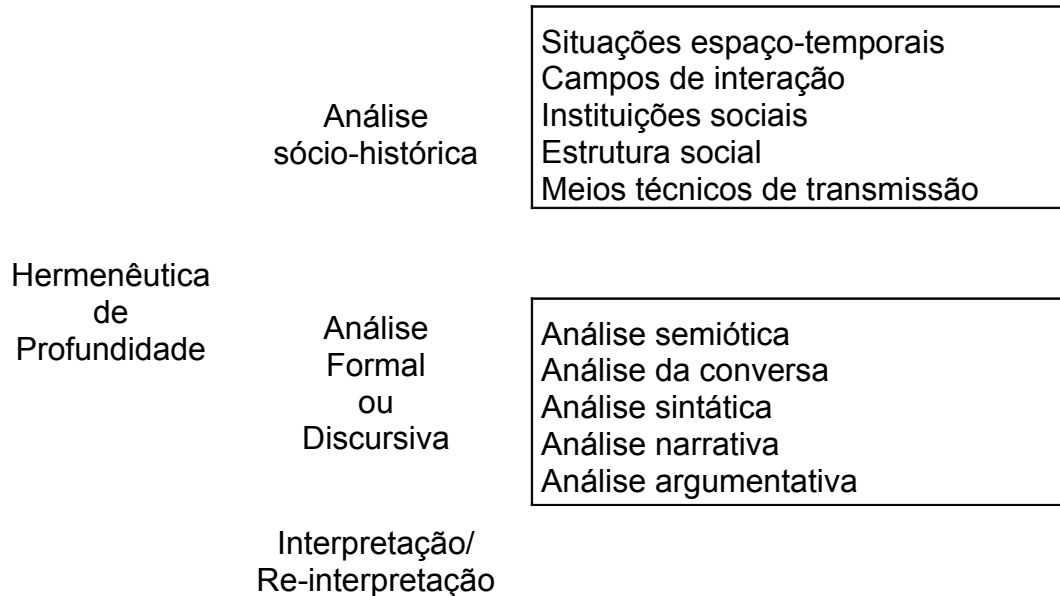 Análise
sócio-histórica
Situações espaço-temporais
Campos de interação
Instituições sociais
Estrutura social
Meios técnicos de transmissão
Hermenêutica
de
Profundidade
Análise
Formal
ou
Discursiva
Análise semiótica
Análise da conversa
Análise sintática
Análise narrativa
Análise argumentativa
Interpretação/
Re-interpretação